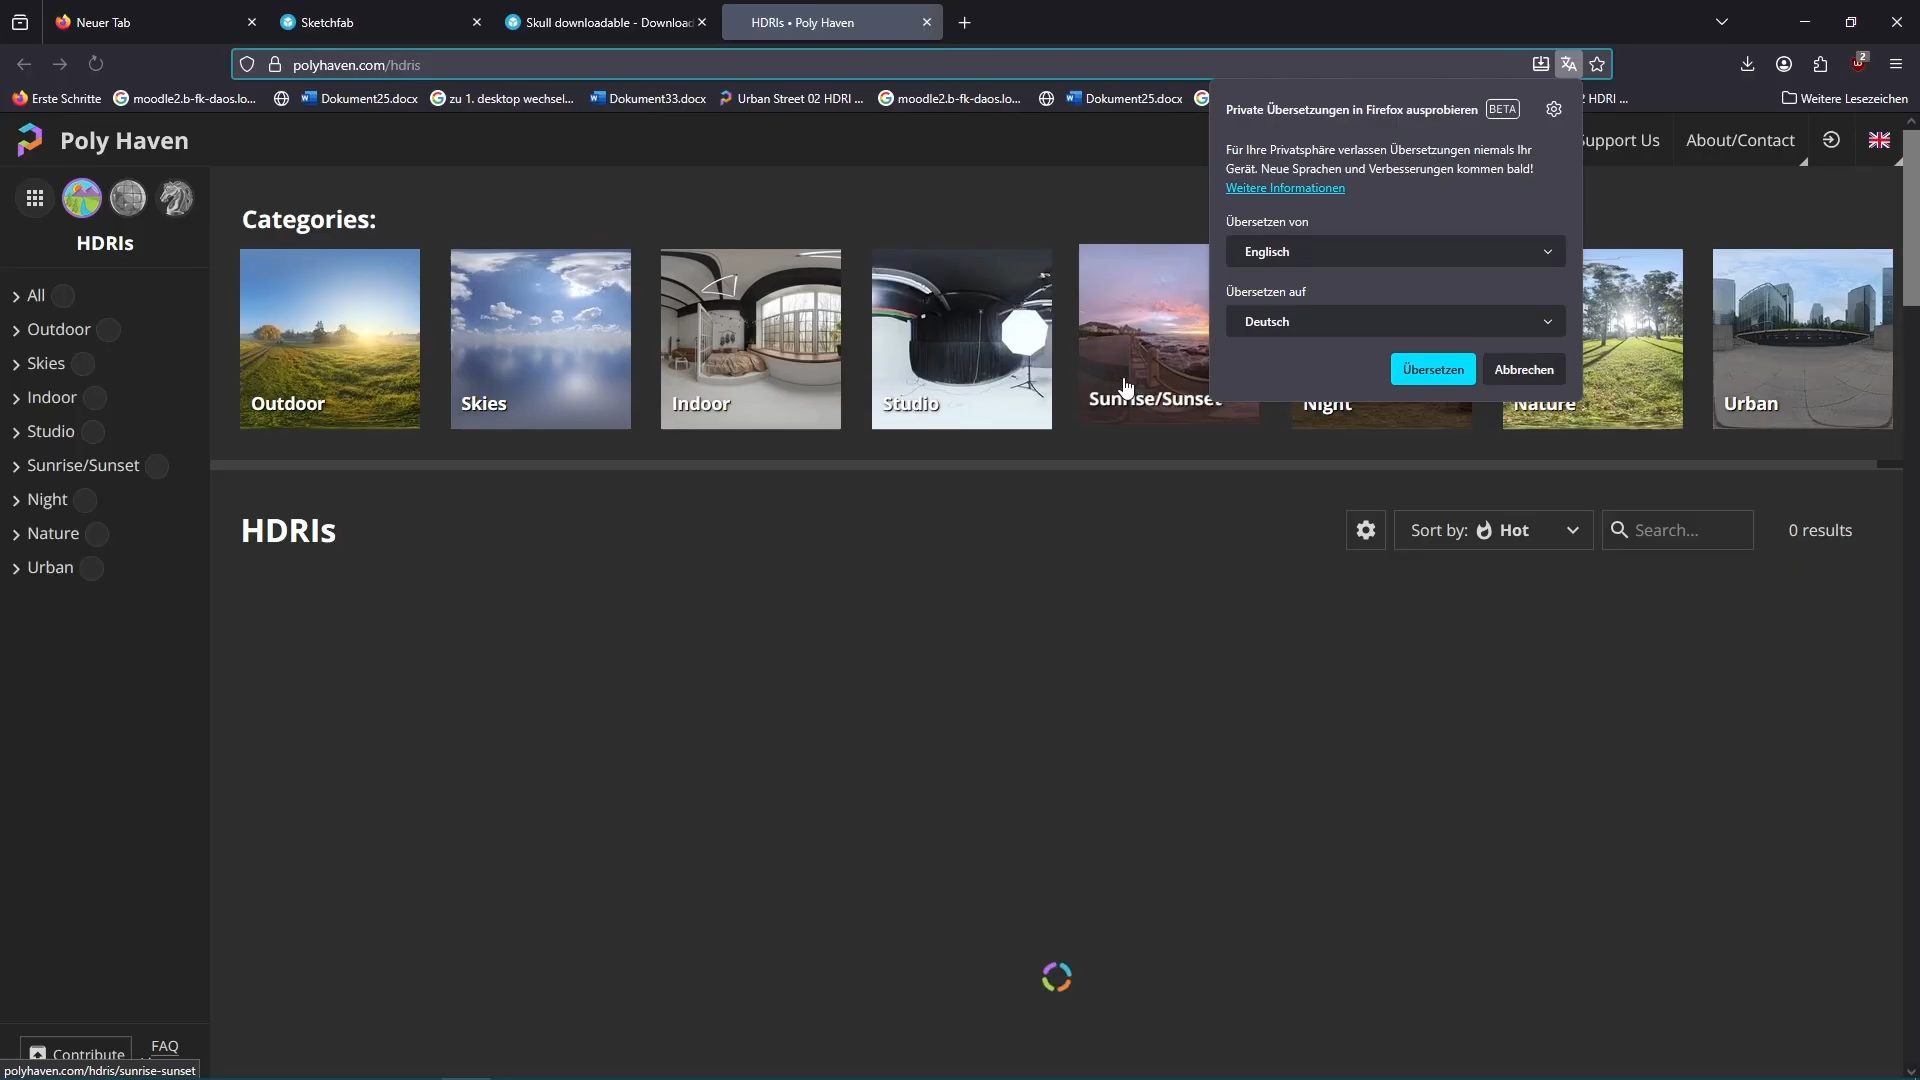 Neuer Tab
Sketchfab
Skull downloadable - Download
HDRIs • Poly Haven
polyhaven.com/hdris
2
Erste Schritte
moodle2.b-fk-daos.lo...
Dokument25.docx
zu 1. desktop wechsel...
Dokument33.docx
Urban Street 02 HDRI ...
moodle2.b-fk-daos.lo...
Dokument25.docx
2 HDRI ...
Weitere Lesezeichen
Poly Haven
Support Us
About/Contact
Private Übersetzungen in Firefox ausprobieren BETA
Für Ihre Privatsphäre verlassen Übersetzungen niemals Ihr
Gerät. Neue Sprachen und Verbesserungen kommen bald!
Weitere Informationen
Übersetzen von
Englisch
Übersetzen auf
Deutsch
Übersetzen
Abbrechen
HDRIs
All
Outdoor
Skies
Indoor
Studio
Sunrise/Sunset
Night
Nature
Urban
Categories:
Outdoor
Skies
Indoor
Studio
Sunrise/Sunset
Night
Nature
Urban
HDRIs
Sort by: Hot
Search...
0 results
Contribute
FAQ
polyhaven.com/hdris/sunrise-sunset